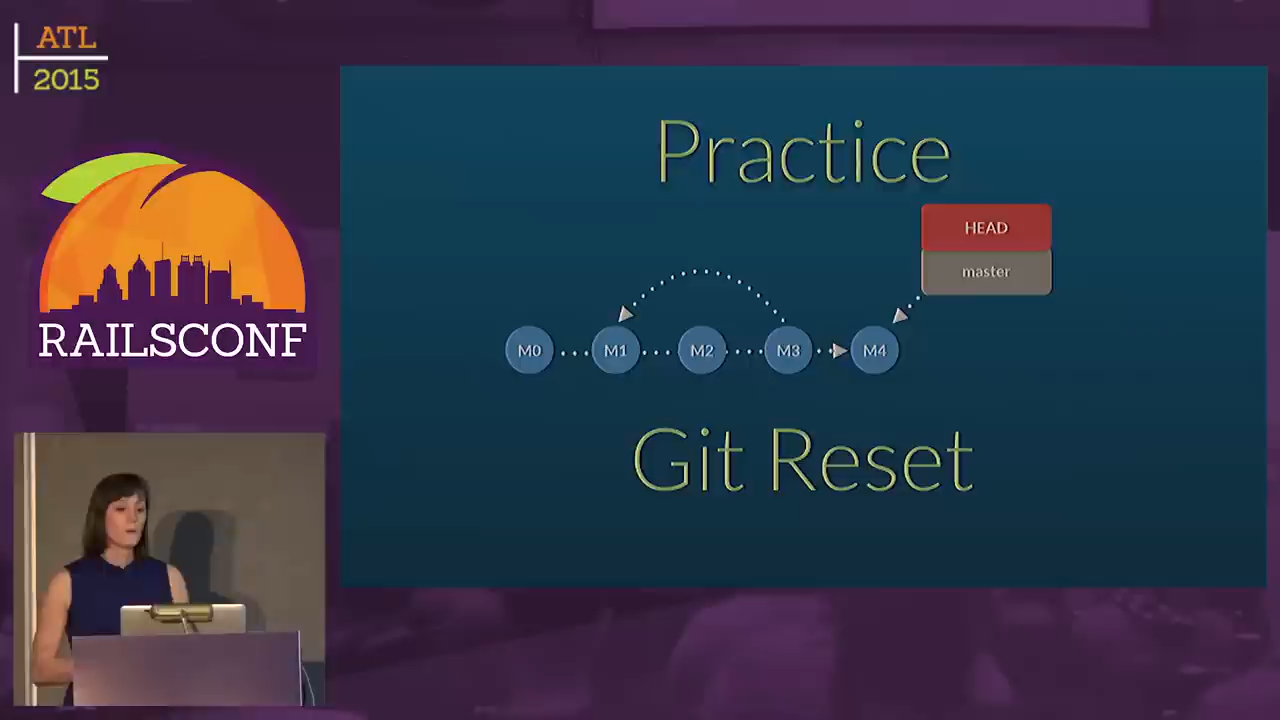 ATL
2015
RAILSCONF
Practice
HEAD
master
M0 M1 M2 M3 M4
Git Reset